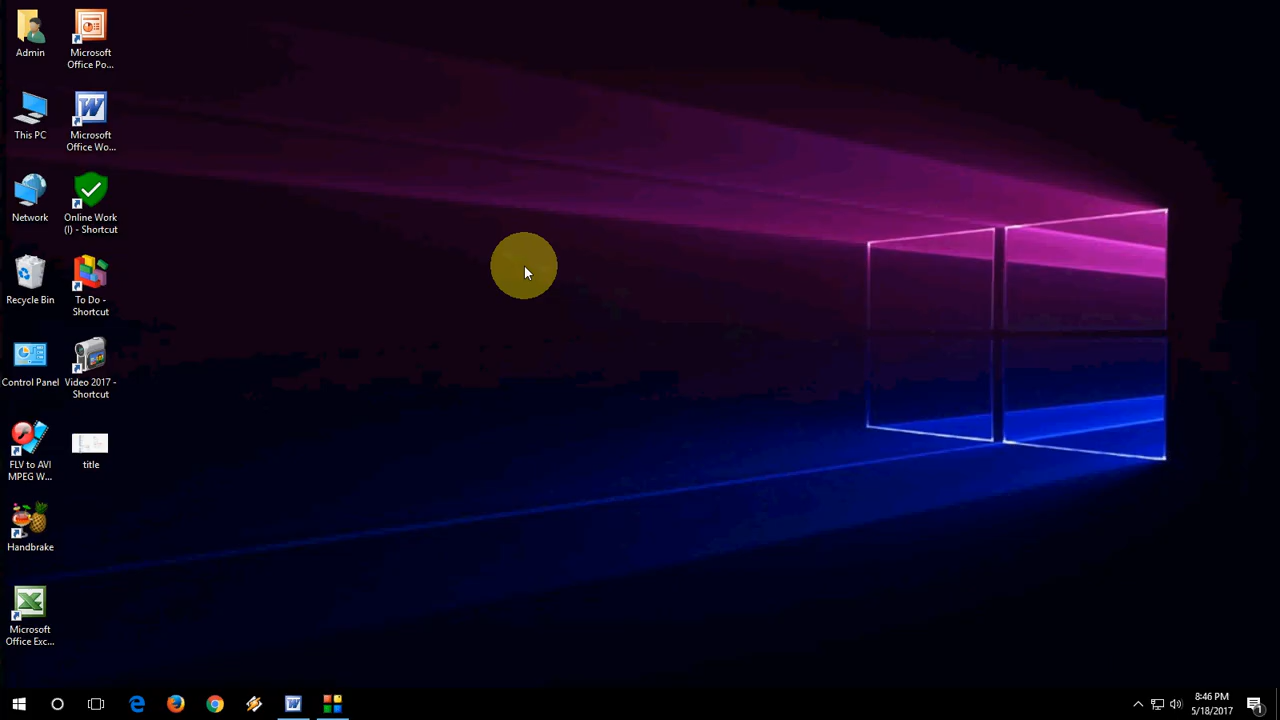 Admin
Microsoft
Office Po...
This PC
Microsoft
Office Wo...
Network
Online Work
(I) - Shortcut
Recycle Bin
To Do -
Shortcut
Control Panel
Video 2017 -
Shortcut
FLV to AVI
MPEG W...
title
Handbrake
Microsoft
Office Exc...
8:46 PM
5/18/2017
1